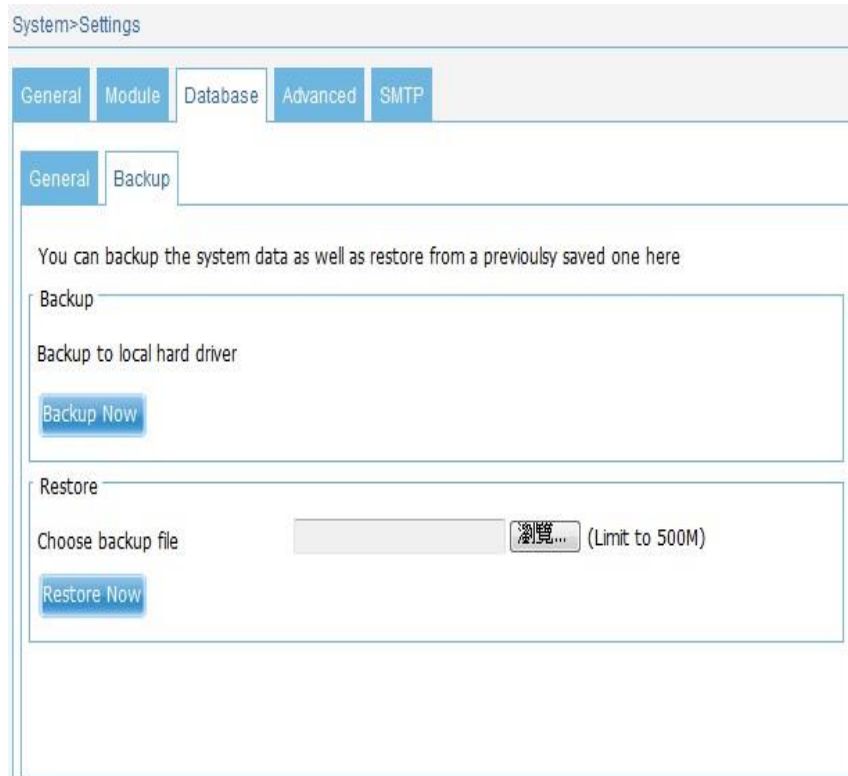 System>Settings
General Module Database Advanced SMTP
General Backup
You can backup the system data as well as restore from a previoulsy saved one here
Backup
Backup to local hard driver
Backup Now
Restore
Choose backup file 瀏覽... (Limit to 500M)
Restore Now